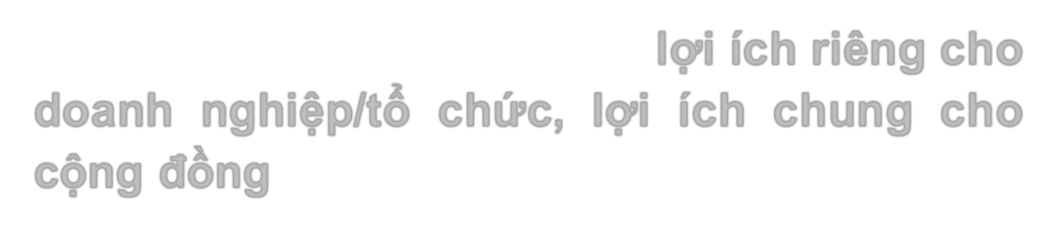 lợi ích riêng cho
doanh nghiệp/tổ chức, lợi ích chung cho
cộng đồng